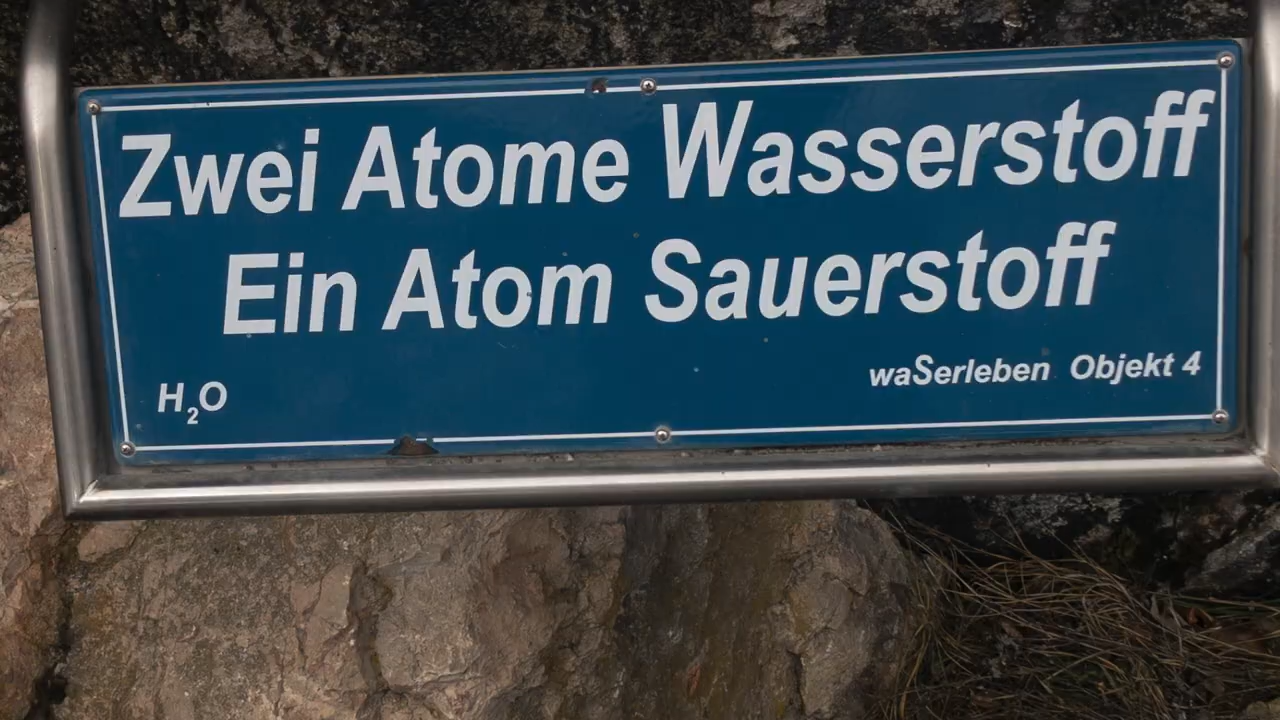 Zwei Atome Wasserstoff
Ein Atom Sauerstoff
H₂O
waSerleben Objekt 4